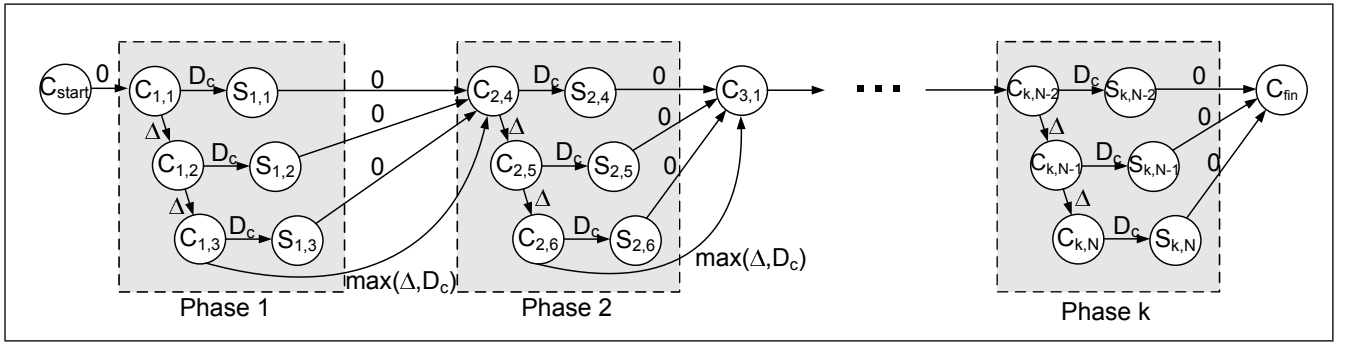 C_start 0 C_1,1 D_c S_1,1 0 C_2,4 D_c S_2,4 0 C_3,1 ... C_k,N-2 D_c S_k,N-2 0 C_fin
Δ 0 Δ 0 Δ 0
C_1,2 D_c S_1,2 0 C_2,5 D_c S_2,5 0 C_k,N-1 D_c S_k,N-1 0
Δ Δ Δ
C_1,3 D_c S_1,3 C_2,6 D_c S_2,6 C_k,N D_c S_k,N
max(Δ,D_c) max(Δ,D_c)
Phase 1 Phase 2 Phase k